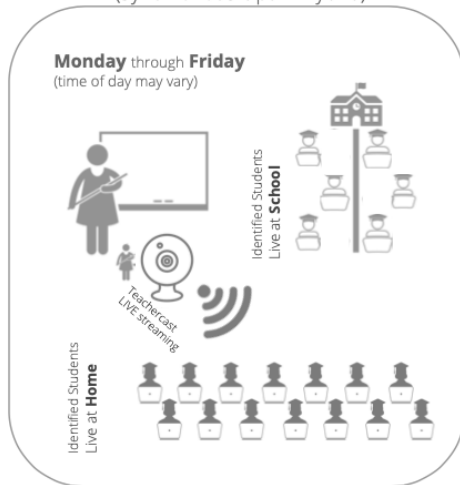 Monday through Friday
(time of day may vary)
Identified Students
Live at School
Teachercast
LIVE streaming
Identified Students
Live at Home